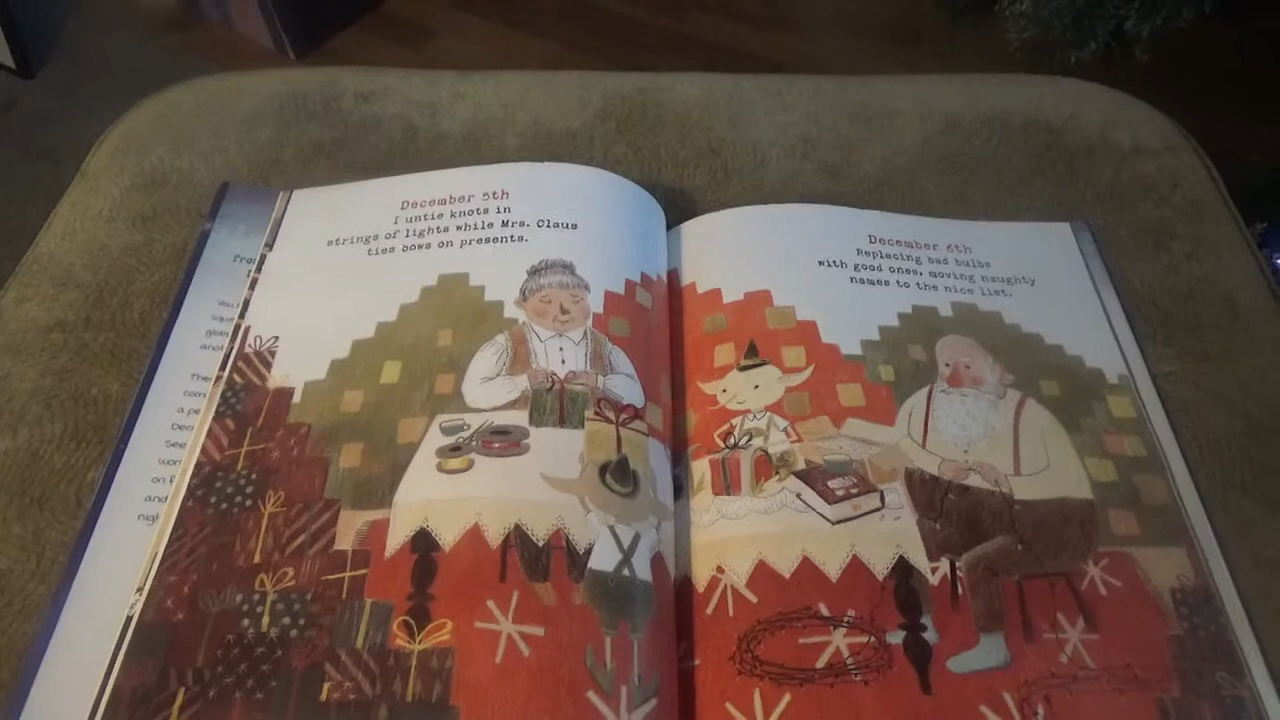 December 5th
I untie knots in
strings of lights while Mrs. Claus
ties bows on presents.
December 6th
Replacing bad bulbs
with good ones, moving naughty
names to the nice list.